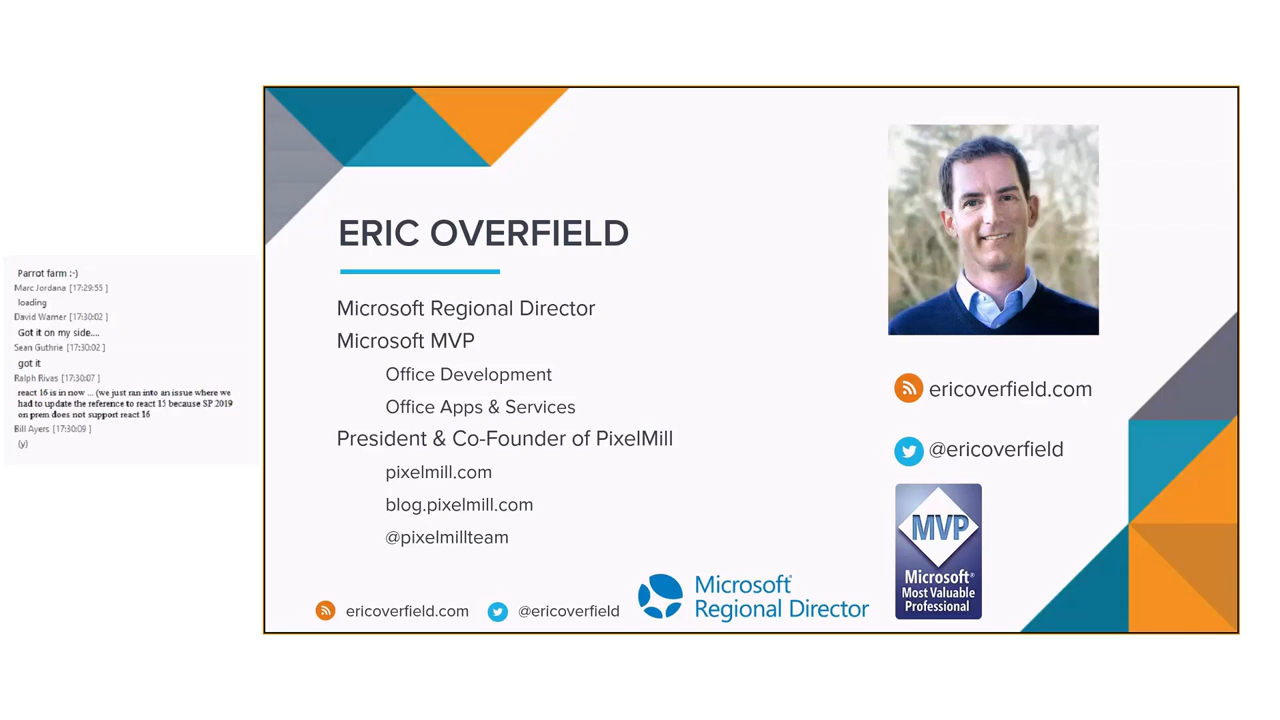 Parrot farm :-)
Marc Jordana [17:29:55 ]
loading
David Warner [17:30:02 ]
Got it on my side....
Sean Guthrie [17:30:02 ]
got it
Ralph Rivas [17:30:07 ]
react 16 is in now ... (we just ran into an issue where we
had to update the reference to react 15 because SP 2019
on prem does not support react 16
Bill Ayers [17:30:09 ]
(y)
ERIC OVERFIELD
Microsoft Regional Director
Microsoft MVP
Office Development
Office Apps & Services
President & Co-Founder of PixelMill
pixelmill.com
blog.pixelmill.com
@pixelmillteam
ericoverfield.com
@ericoverfield
MVP
Microsoft®
Most Valuable
Professional
ericoverfield.com @ericoverfield
Microsoft®
Regional Director